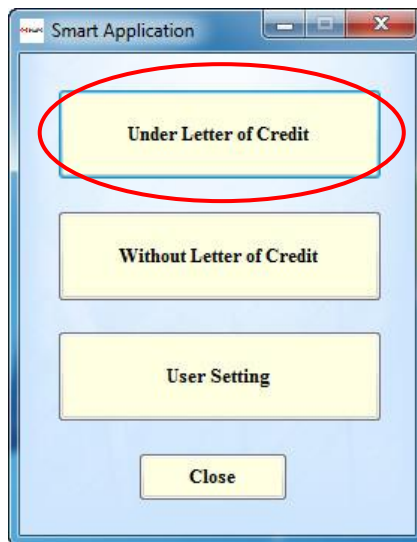 Smart Application
Under Letter of Credit
Without Letter of Credit
User Setting
Close